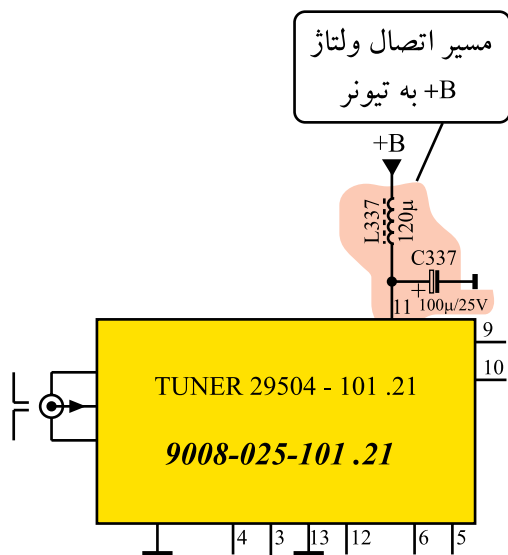 مسیر اتصال ولتاژ
+B به تیونر
+B
L337
120μ
C337
+
11
100μ/25V
9
10
TUNER 29504 - 101 .21
9008-025-101 .21
4
3
13
12
6
5